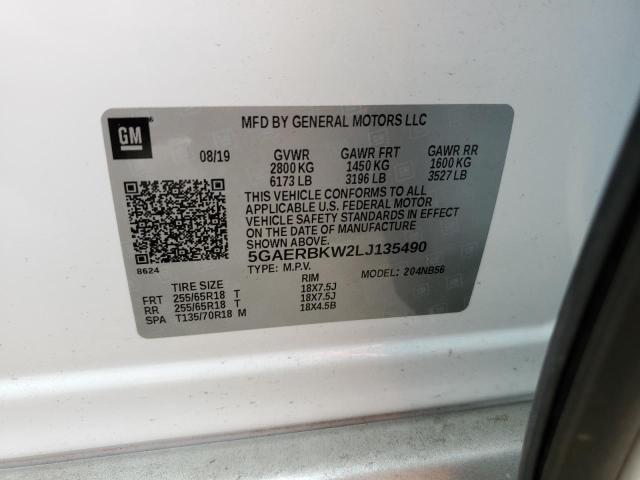 GM
MFD BY GENERAL MOTORS LLC
08/19 GVWR GAWR FRT GAWR RR
2800 KG 1450 KG 1600 KG
6173 LB 3196 LB 3527 LB
THIS VEHICLE CONFORMS TO ALL
APPLICABLE U.S. FEDERAL MOTOR
VEHICLE SAFETY STANDARDS IN EFFECT
ON THE DATE OF MANUFACTURE
SHOWN ABOVE.
5GAERBKW2LJ135490
8624
TYPE: M.P.V. MODEL: 204NB56
TIRE SIZE RIM
FRT 255/65R18 T 18X7.5J
RR 255/65R18 T 18X7.5J
SPA T135/70R18 M 18X4.5B